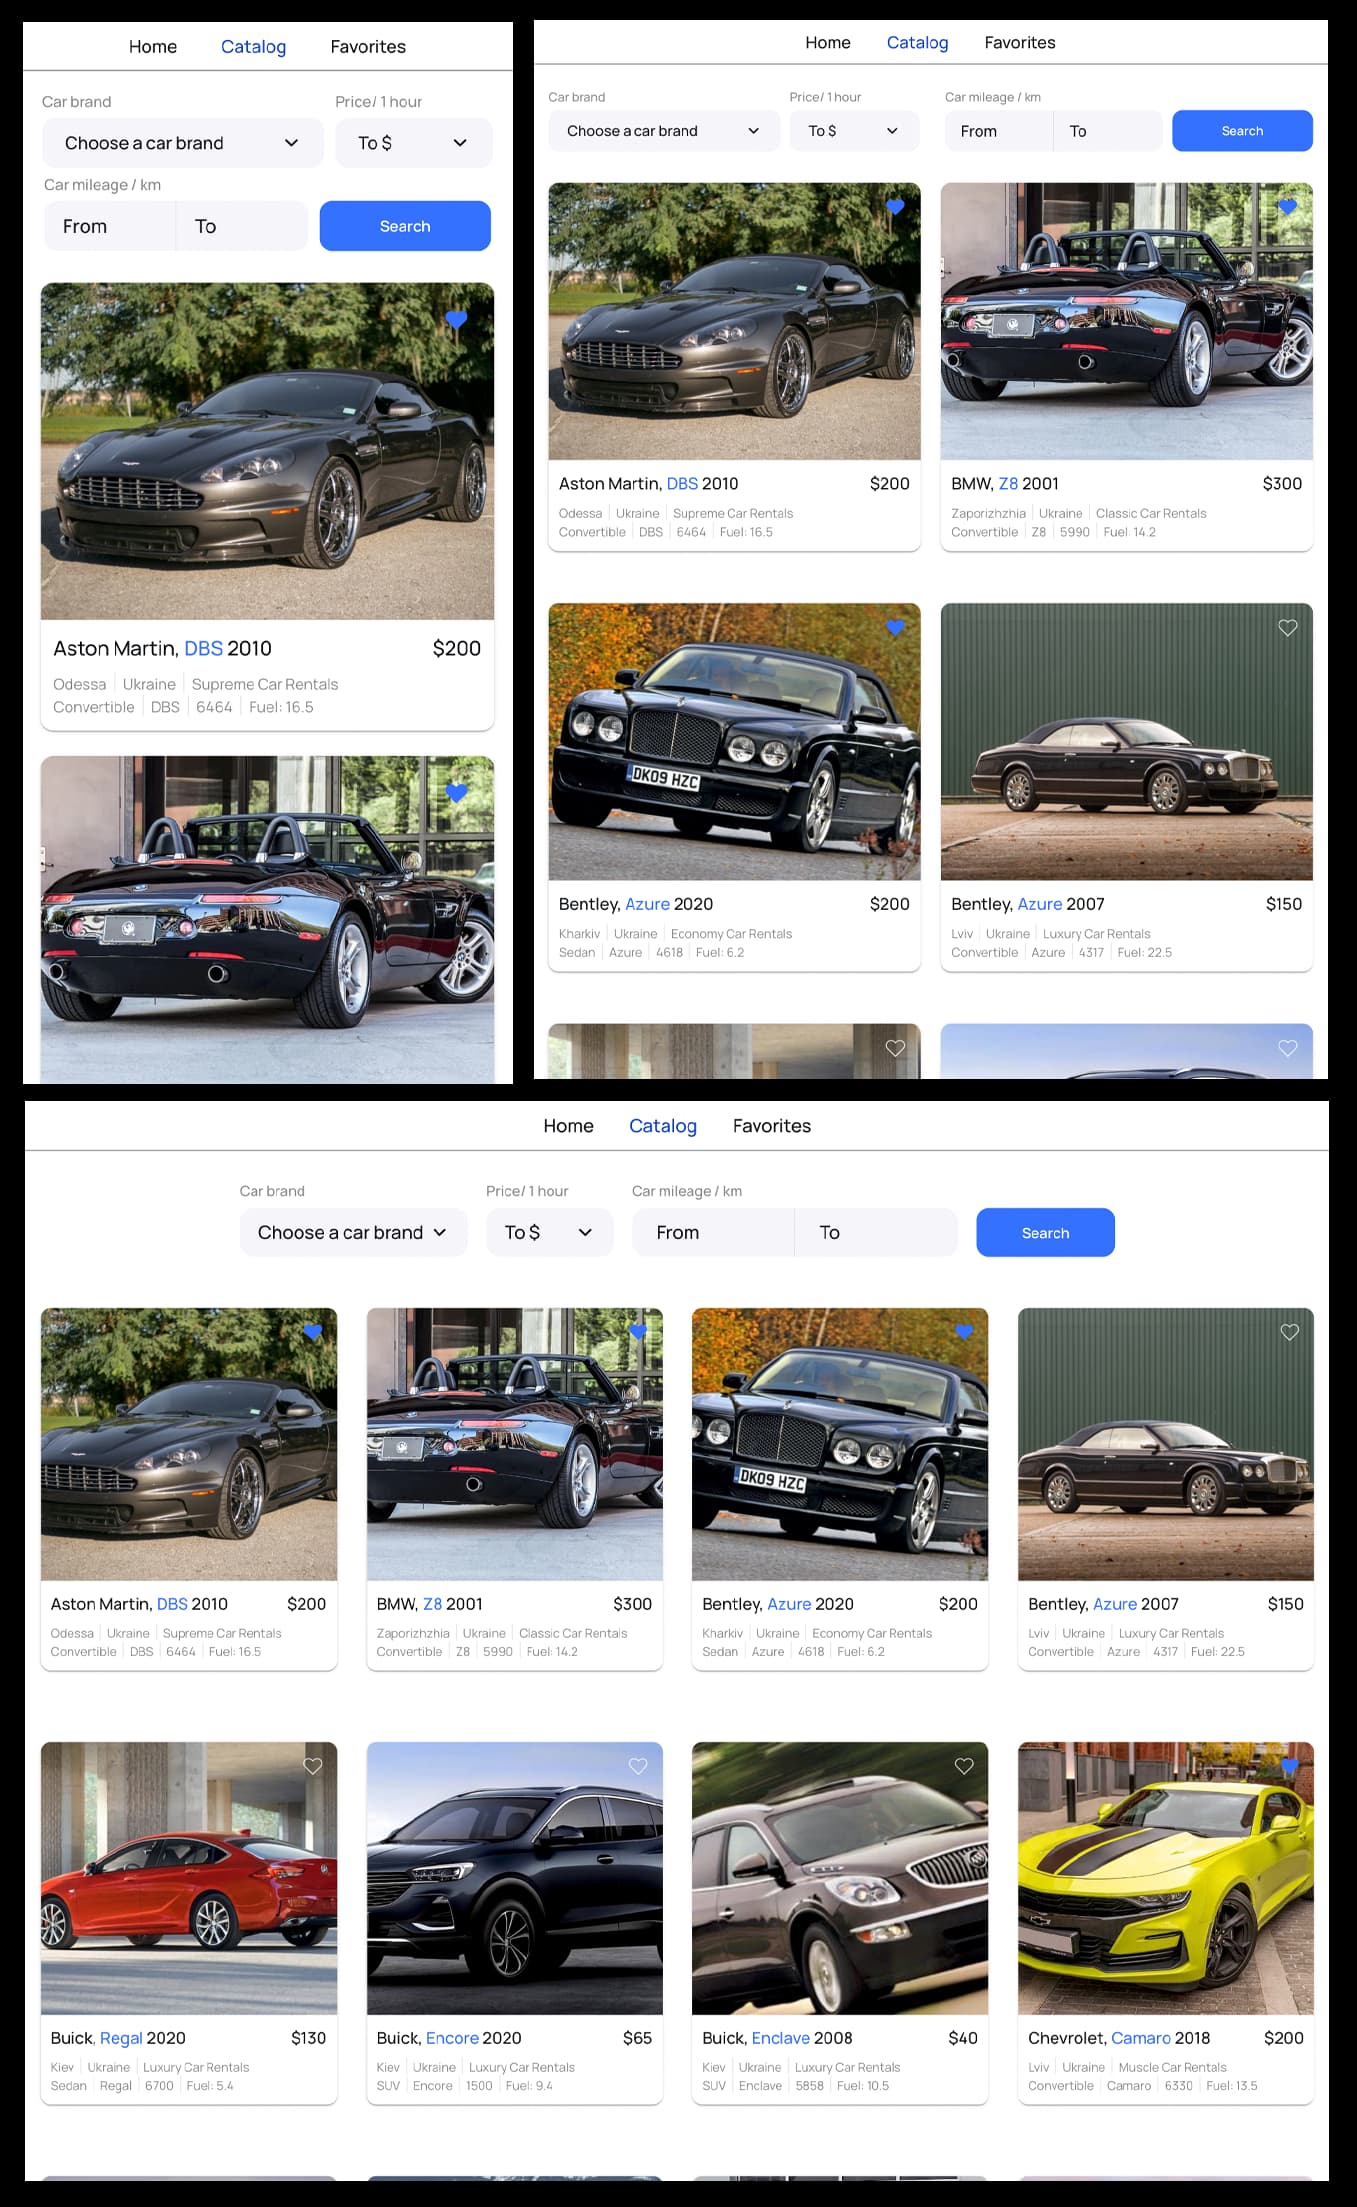 Home Catalog Favorites
Car brand Price/ 1 hour
Choose a car brand To $
Car mileage / km
From To Search
Aston Martin, DBS 2010 $200
Odessa Ukraine Supreme Car Rentals
Convertible DBS 6464 Fuel: 16.5
Home Catalog Favorites
Car brand Price/ 1 hour Car mileage / km
Choose a car brand To $ From To Search
Aston Martin, DBS 2010 $200
Odessa Ukraine Supreme Car Rentals
Convertible DBS 6464 Fuel: 16.5
BMW, Z8 2001 $300
Zaporizhzhia Ukraine Classic Car Rentals
Convertible Z8 5990 Fuel: 14.2
DK09 HZC
Bentley, Azure 2020 $200
Kharkiv Ukraine Economy Car Rentals
Sedan Azure 4618 Fuel: 6.2
Bentley, Azure 2007 $150
Lviv Ukraine Luxury Car Rentals
Convertible Azure 4317 Fuel: 22.5
Home Catalog Favorites
Car brand Price/ 1 hour Car mileage / km
Choose a car brand To $ From To Search
Aston Martin, DBS 2010 $200
Odessa Ukraine Supreme Car Rentals
Convertible DBS 6464 Fuel: 16.5
BMW, Z8 2001 $300
Zaporizhzhia Ukraine Classic Car Rentals
Convertible Z8 5990 Fuel: 14.2
DK09 HZC
Bentley, Azure 2020 $200
Kharkiv Ukraine Economy Car Rentals
Sedan Azure 4618 Fuel: 6.2
Bentley, Azure 2007 $150
Lviv Ukraine Luxury Car Rentals
Convertible Azure 4317 Fuel: 22.5
Buick, Regal 2020 $130
Kiev Ukraine Luxury Car Rentals
Sedan Regal 6700 Fuel: 5.4
Buick, Encore 2020 $65
Kiev Ukraine Luxury Car Rentals
SUV Encore 1500 Fuel: 9.4
Buick, Enclave 2008 $40
Kiev Ukraine Luxury Car Rentals
SUV Enclave 5858 Fuel: 10.5
Chevrolet, Camaro 2018 $200
Lviv Ukraine Muscle Car Rentals
Convertible Camaro 6330 Fuel: 13.5